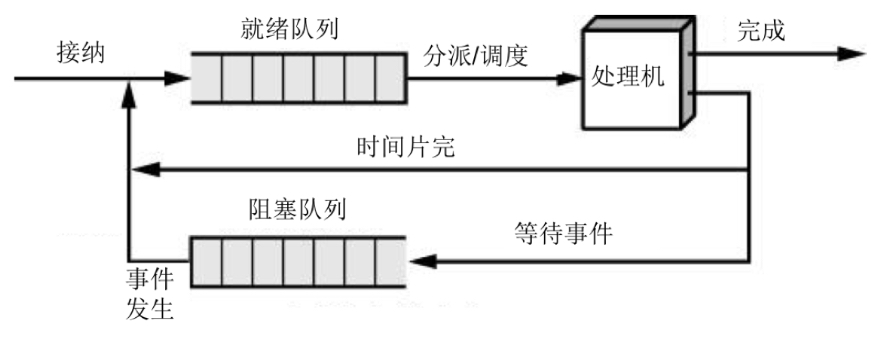 就绪队列
接纳
分派/调度
处理机
完成
时间片完
阻塞队列
等待事件
事件
发生